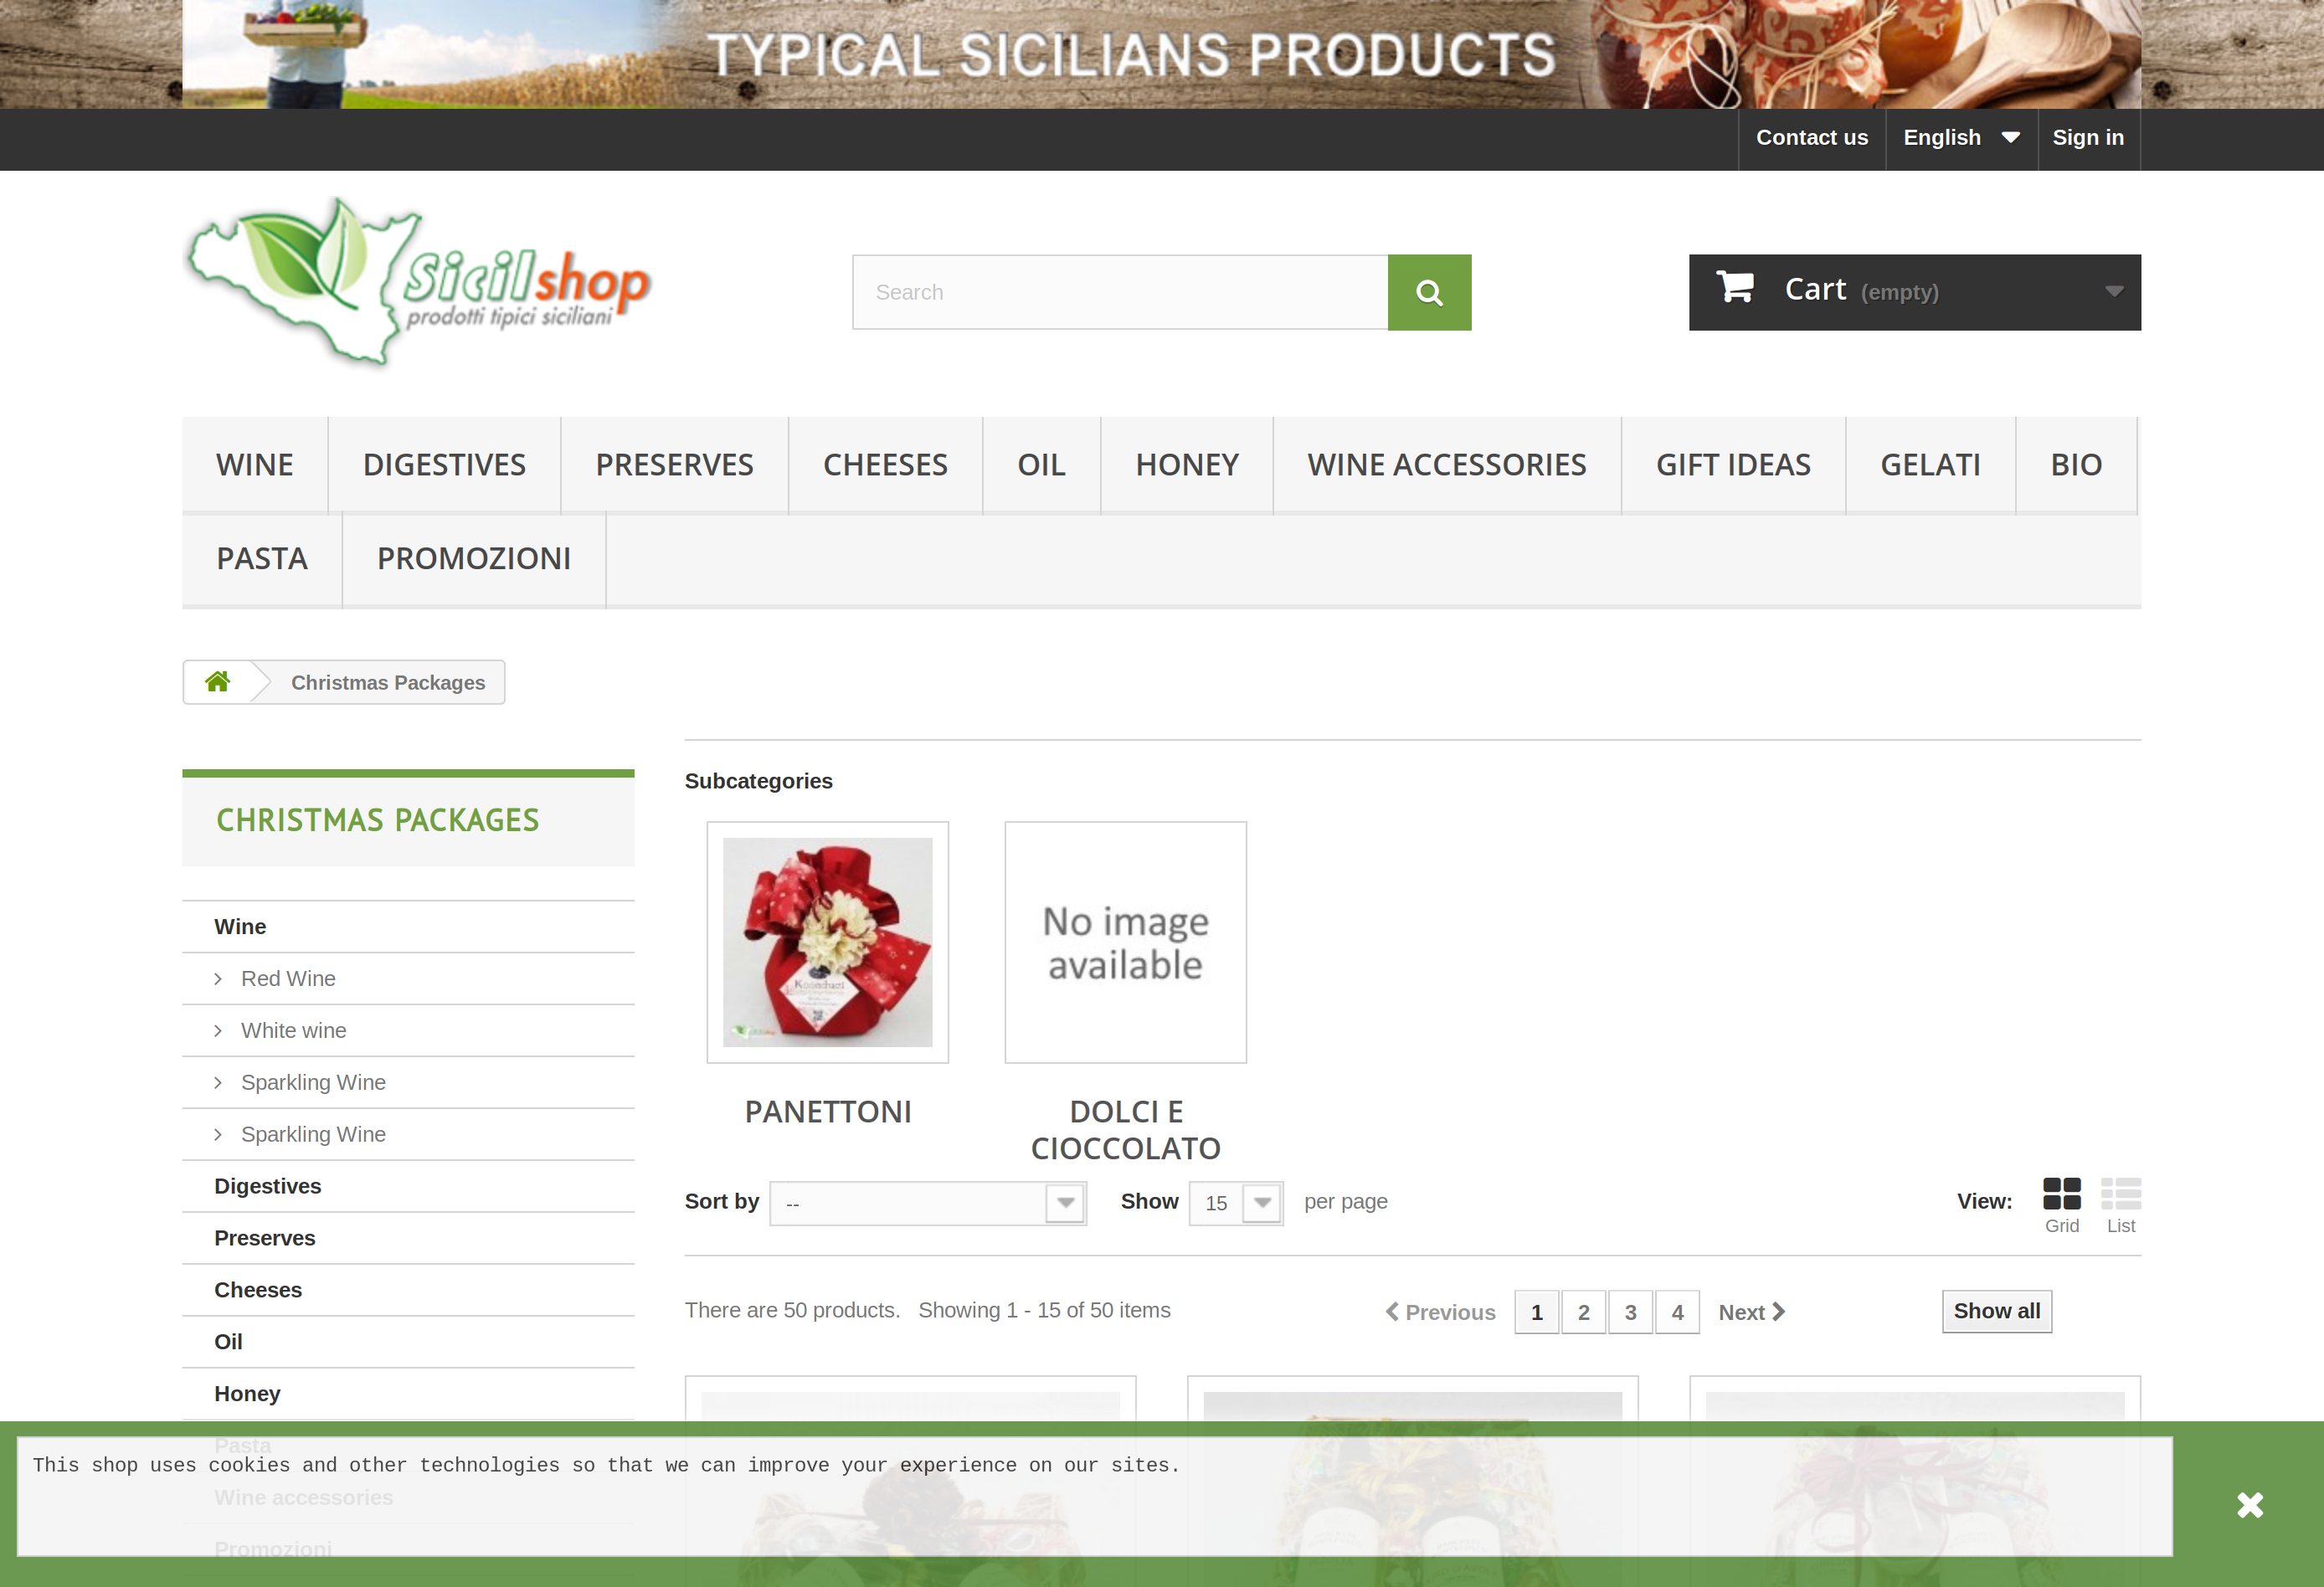 TYPICAL SICILIANS PRODUCTS
Contact us
English
Sign in
Sicilshop
prodotti tipici siciliani
Search
Cart (empty)
WINE
DIGESTIVES
PRESERVES
CHEESES
OIL
HONEY
WINE ACCESSORIES
GIFT IDEAS
GELATI
BIO
PASTA
PROMOZIONI
Christmas Packages
CHRISTMAS PACKAGES
Wine
Red Wine
White wine
Sparkling Wine
Sparkling Wine
Digestives
Preserves
Cheeses
Oil
Honey
Pasta
Wine accessories
Promozioni
Subcategories
No image
available
PANETTONI
DOLCI E
CIOCCOLATO
Sort by
--
Show
15
per page
View:
Grid
List
There are 50 products. Showing 1 - 15 of 50 items
Previous
1
2
3
4
Next
Show all
This shop uses cookies and other technologies so that we can improve your experience on our sites.